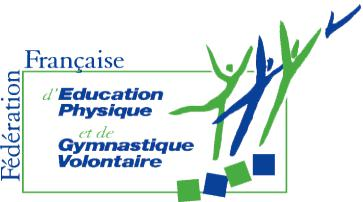 Fédération
Française
d'Education
Physique
et de
Gymnastique
Volontaire